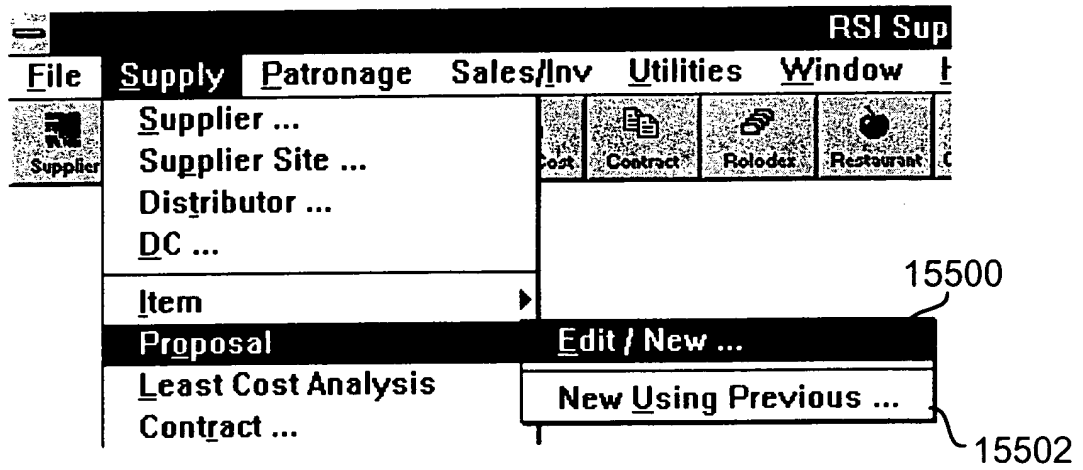 RSI Sup
File Supply Patronage Sales/Inv Utilities Window H
Supplier Cost Contract Rolodex Restaurant
Supplier ...
Supplier Site ...
Distributor ...
DC ...
15500
Item
Proposal Edit / New ...
Least Cost Analysis New Using Previous ...
Contract ...
15502